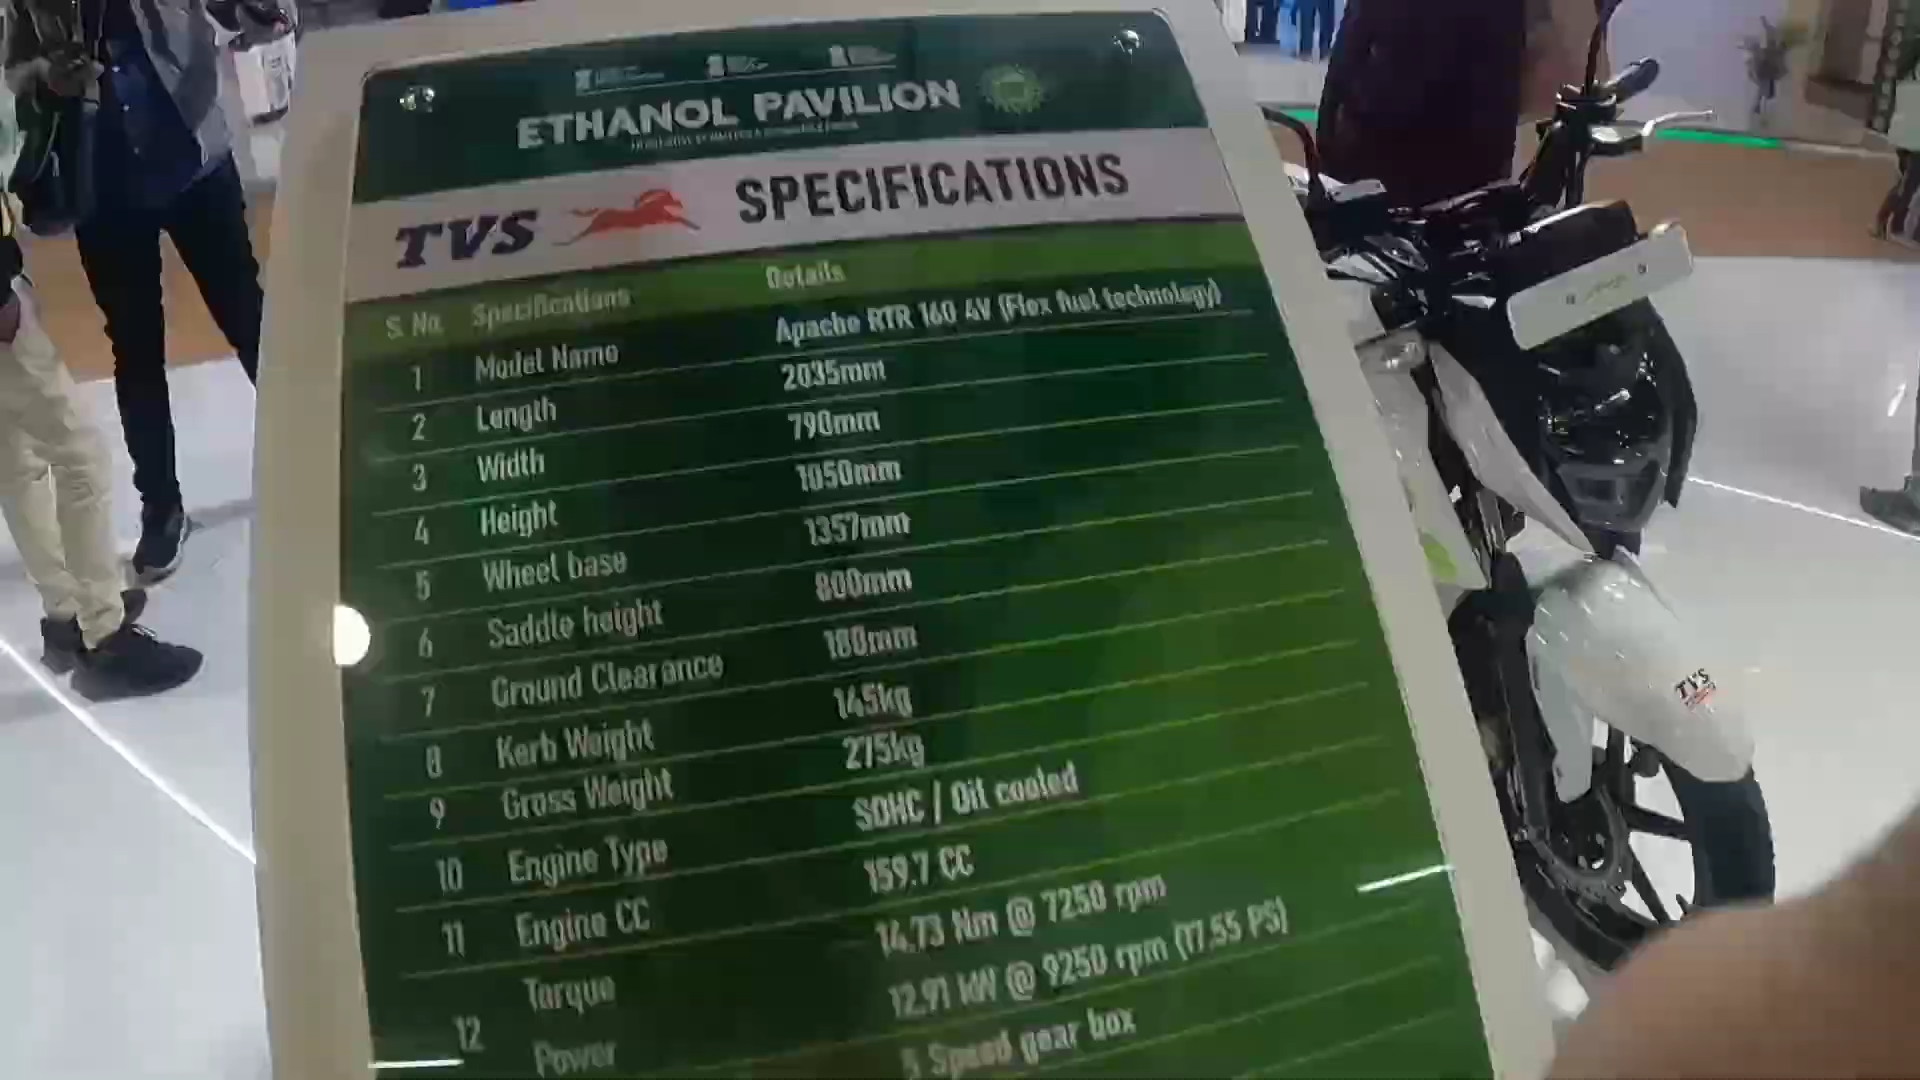 ETHANOL PAVILION
TVS SPECIFICATIONS
S. No. Specifications Details
1 Model Name Apache RTR 160 4V (Flex fuel technology)
2 Length 2035mm
3 Width 790mm
4 Height 1050mm
5 Wheel base 1357mm
6 Saddle height 800mm
7 Ground Clearance 180mm
8 Kerb Weight 145kg
9 Gross Weight 275kg
10 Engine Type SOHC / Oil cooled
11 Engine CC 159.7 CC
Torque 14.73 Nm @ 7250 rpm
12
Power 12.91 kW @ 9250 rpm (17.55 PS)
5 Speed gear box
TVS